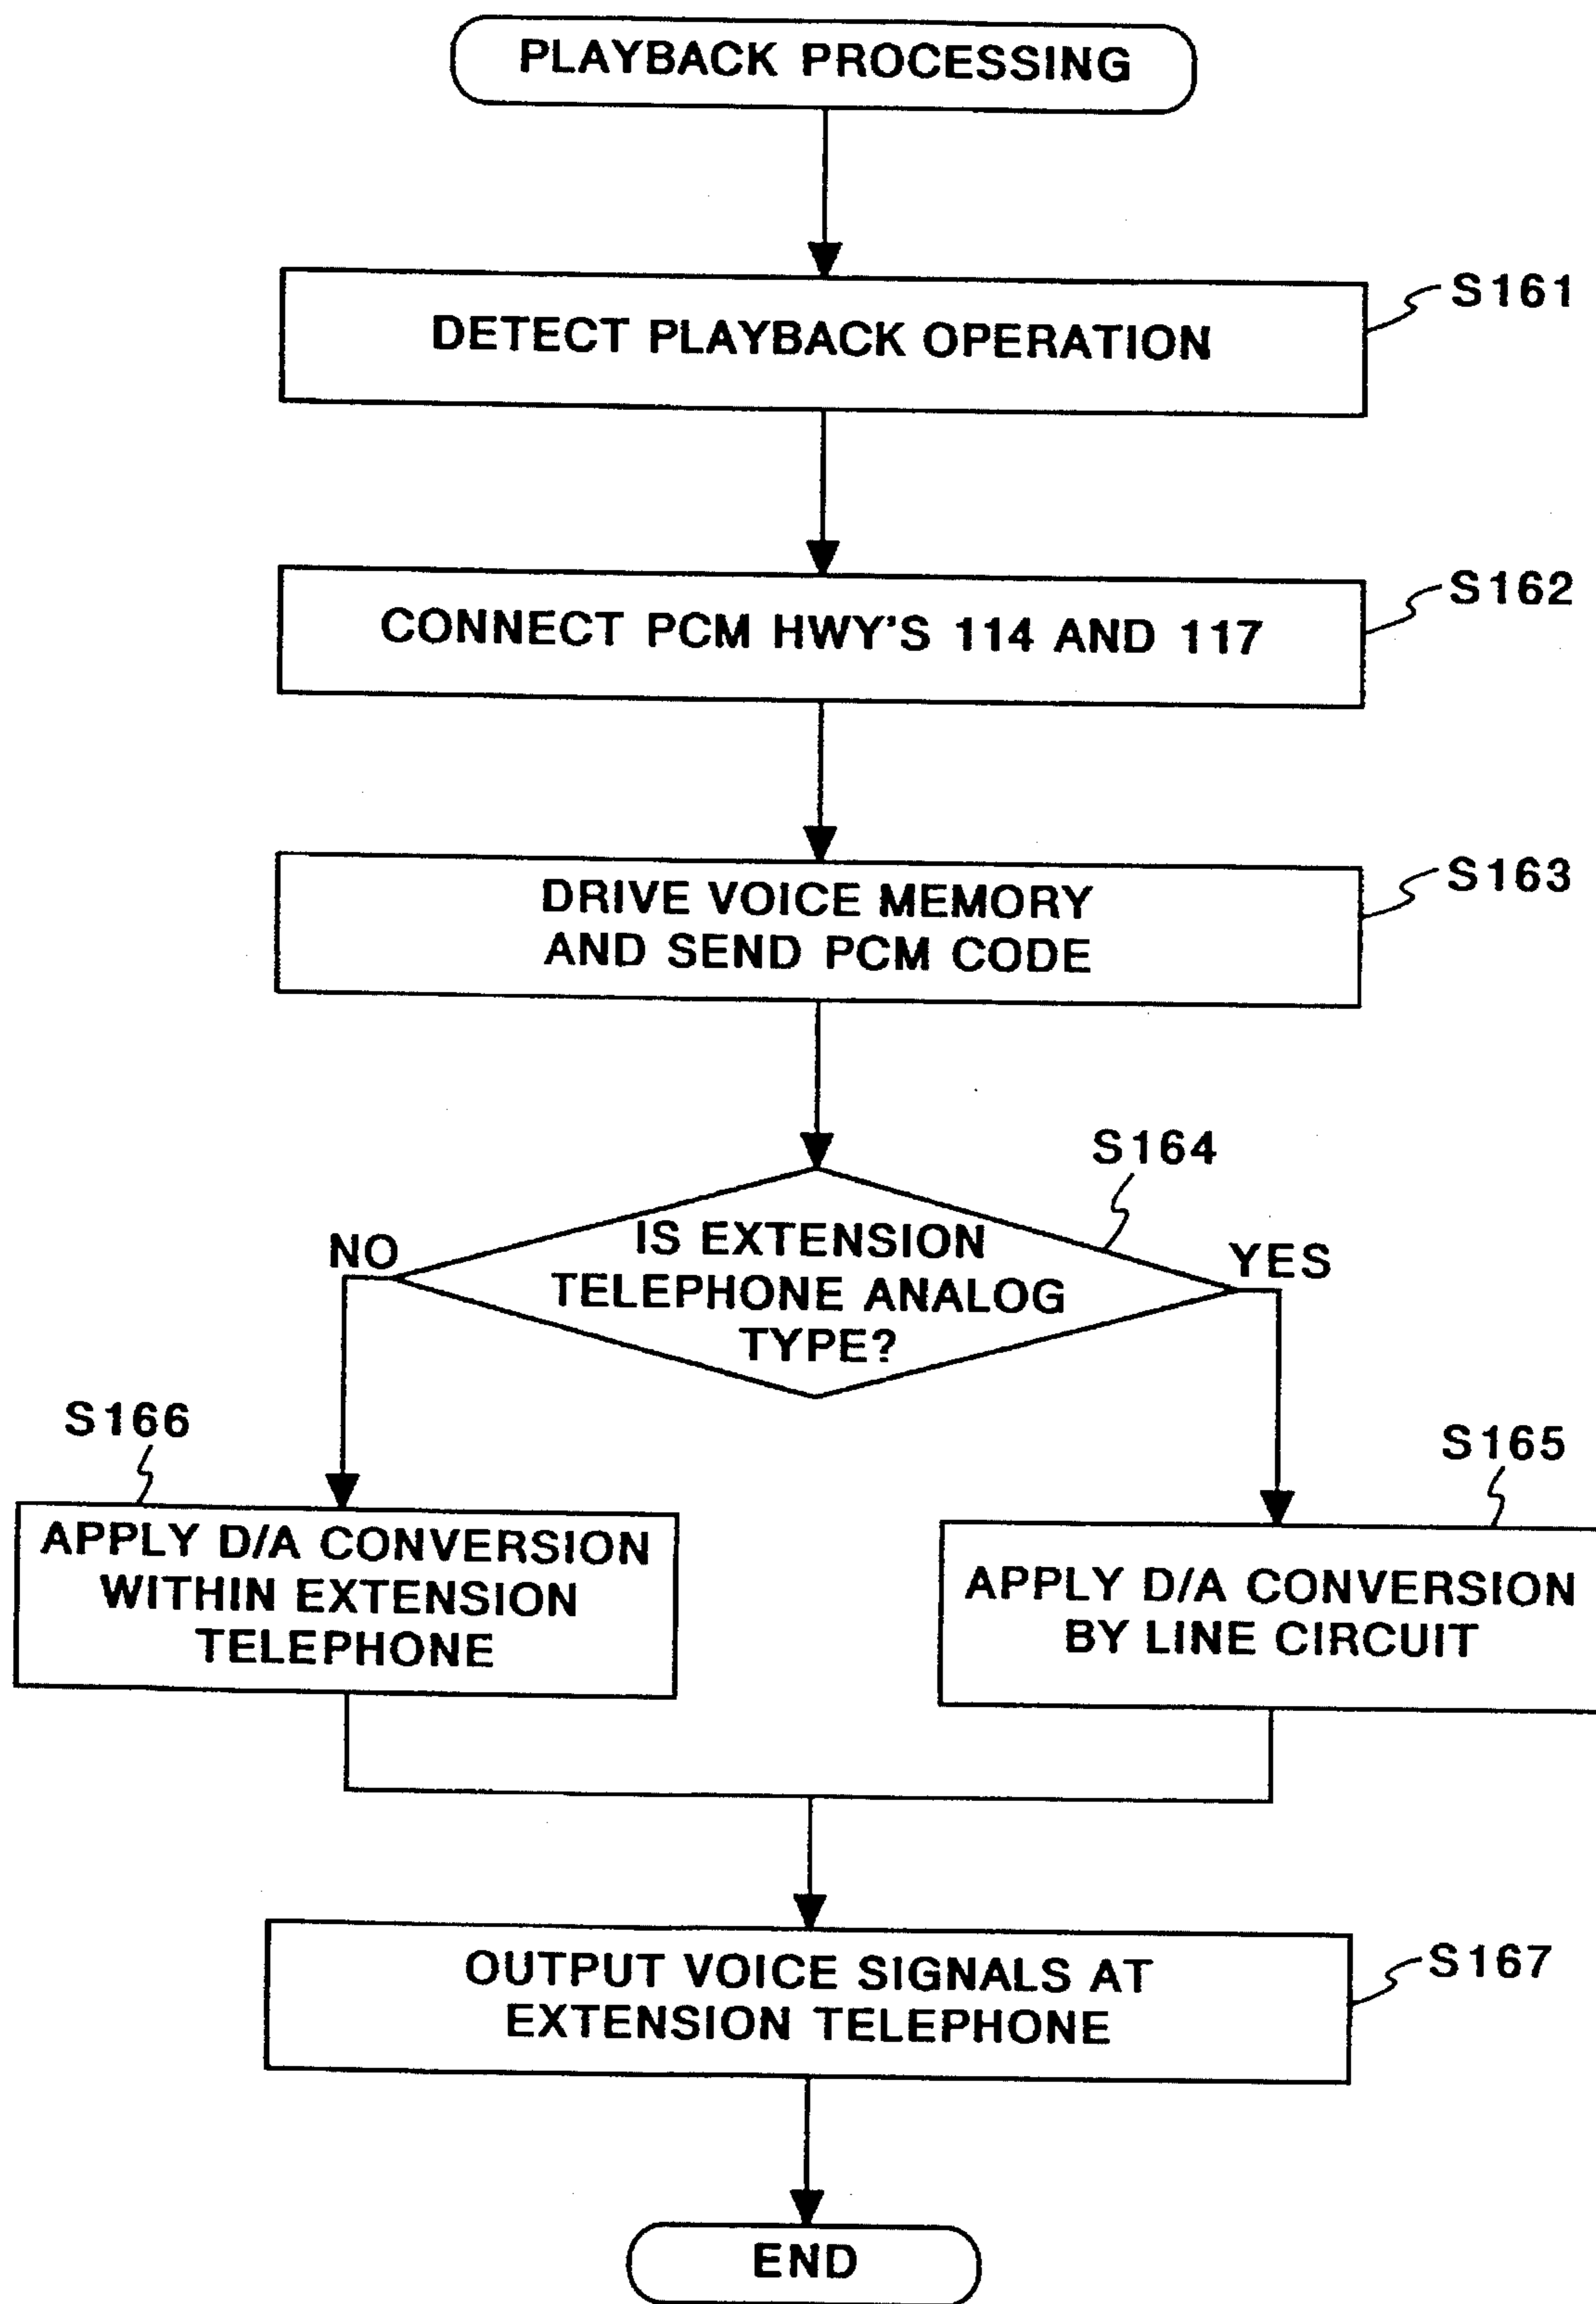 PLAYBACK PROCESSING
DETECT PLAYBACK OPERATION
S161
CONNECT PCM HWY'S 114 AND 117
S162
DRIVE VOICE MEMORY
AND SEND PCM CODE
S163
S164
IS EXTENSION
TELEPHONE ANALOG
TYPE?
NO
YES
S166
S165
APPLY D/A CONVERSION
WITHIN EXTENSION
TELEPHONE
APPLY D/A CONVERSION
BY LINE CIRCUIT
OUTPUT VOICE SIGNALS AT
EXTENSION TELEPHONE
S167
END